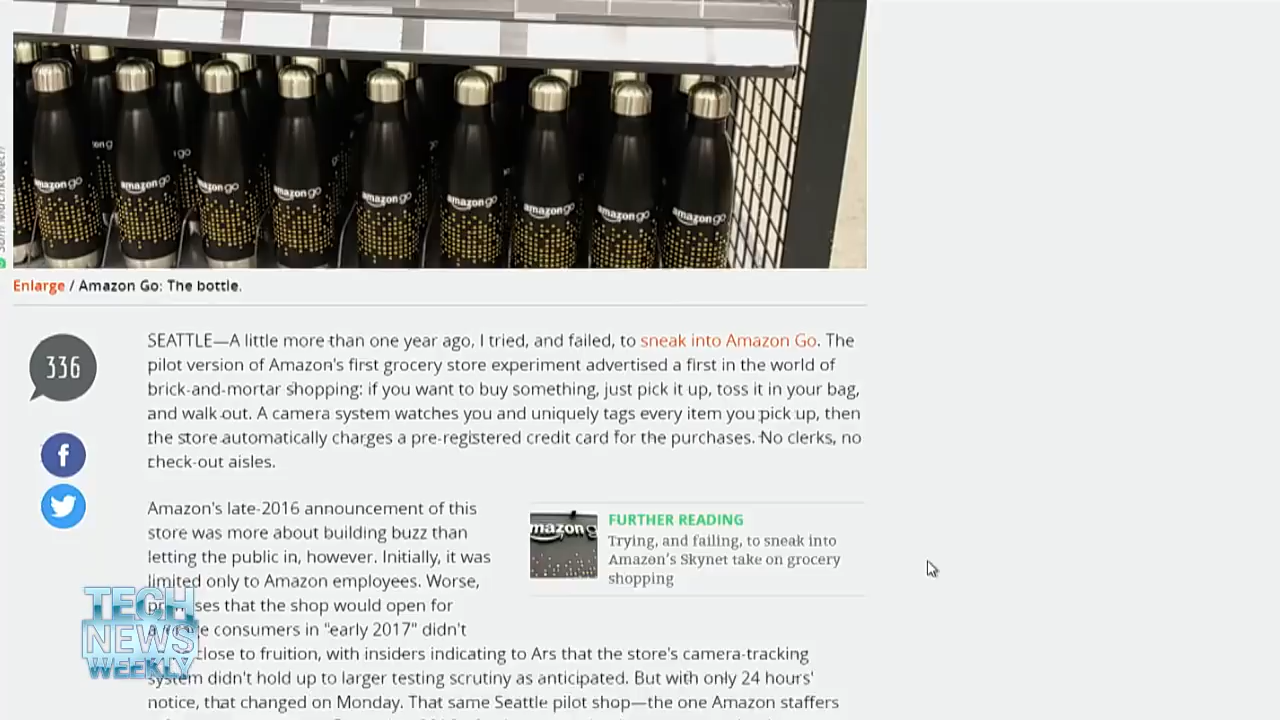 ong
go
amazon go
amazon go
amazon go
amazon go
amazon go
amazon go
amazon go
amazon go
amazon go
Enlarge / Amazon Go: The bottle.
336
SEATTLE—A little more than one year ago, I tried, and failed, to sneak into Amazon Go. The
pilot version of Amazon's first grocery store experiment advertised a first in the world of
brick-and-mortar shopping: if you want to buy something, just pick it up, toss it in your bag,
and walk out. A camera system watches you and uniquely tags every item you pick up, then
the store automatically charges a pre-registered credit card for the purchases. No clerks, no
check-out aisles.
Amazon's late-2016 announcement of this
store was more about building buzz than
letting the public in, however. Initially, it was
limited only to Amazon employees. Worse,
that the shop would open for
consumers in "early 2017" didn't
close to fruition, with insiders indicating to Ars that the store's camera-tracking
system didn't hold up to larger testing scrutiny as anticipated. But with only 24 hours'
notice, that changed on Monday. That same Seattle pilot shop—the one Amazon staffers
mazon g
FURTHER READING
Trying, and failing, to sneak into
Amazon's Skynet take on grocery
shopping
TECH
NEWS
WEEKLY